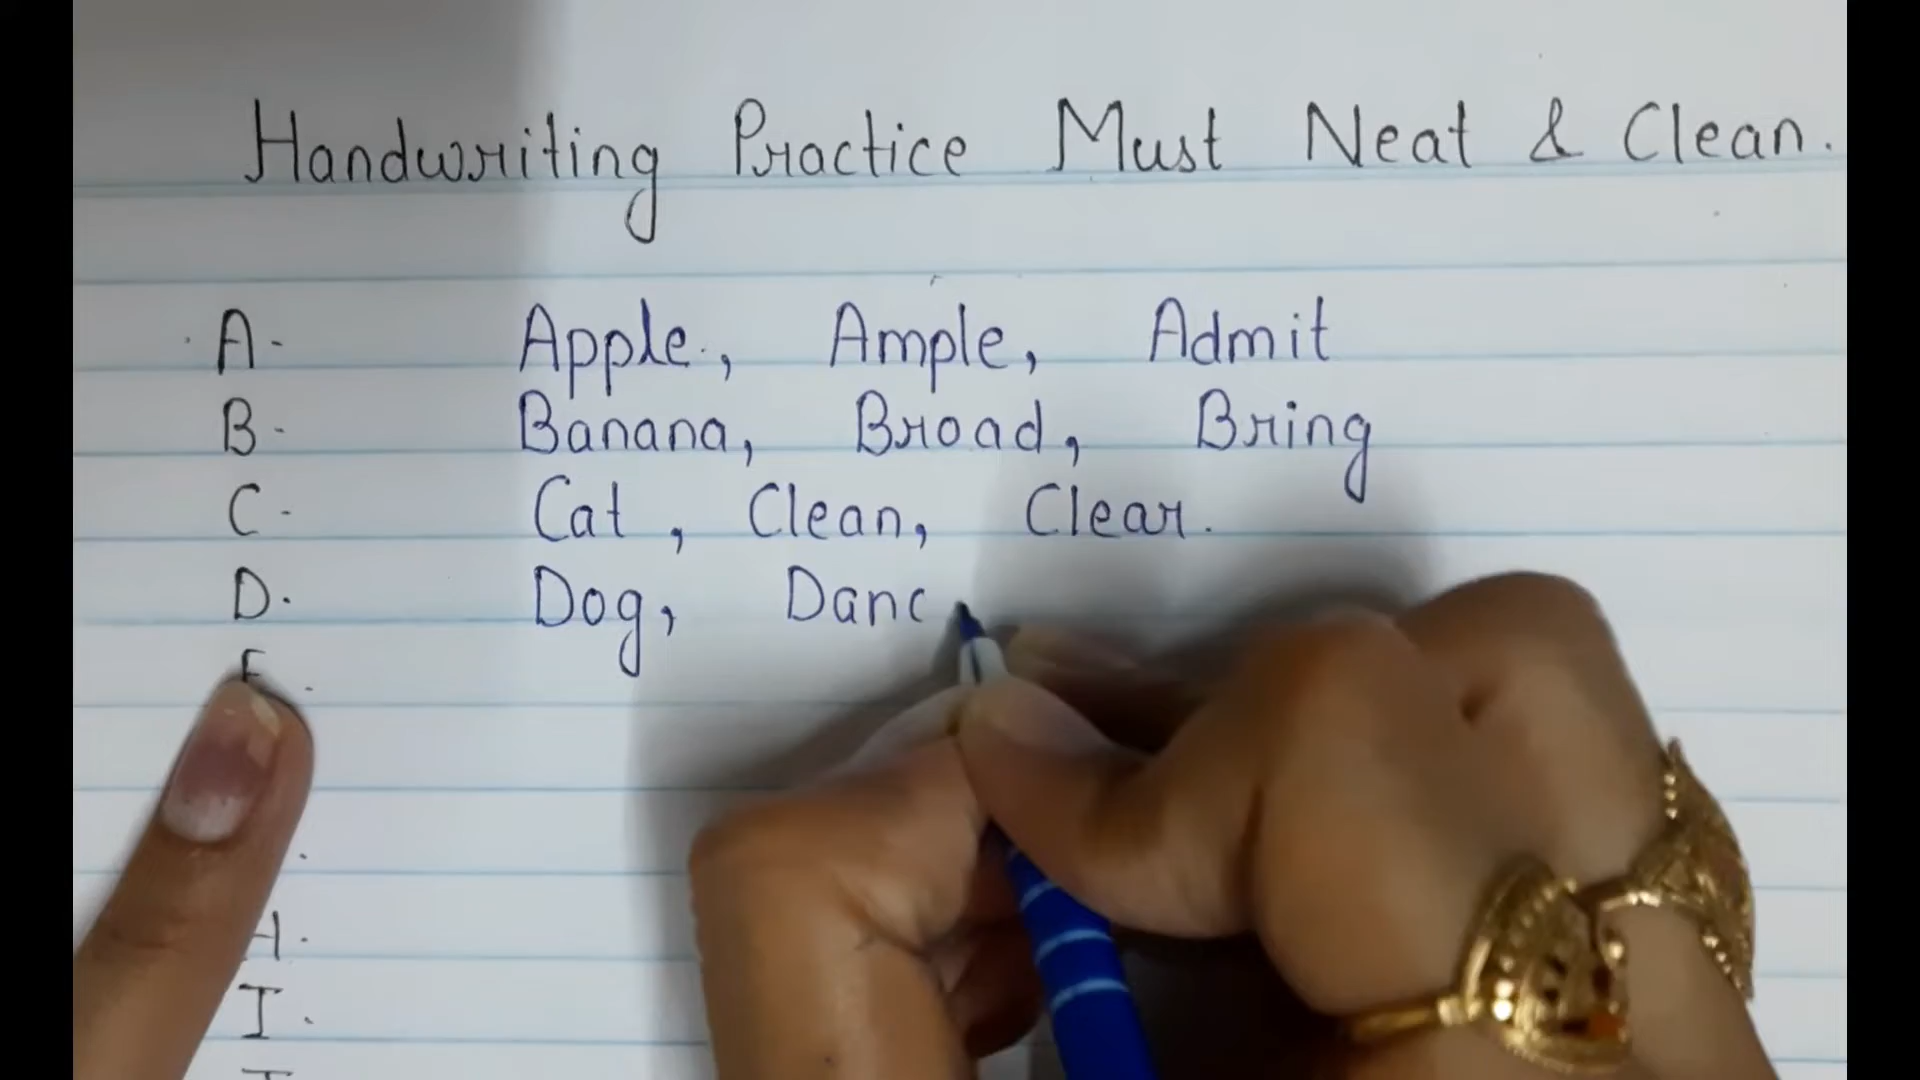 Handwriting Practice Must Neat & Clean.
A- Apple, Ample, Admit
B- Banana, Broad, Bring
C- Cat, Clean, Clear.
D. Dog, Danc
E.
H.
I.